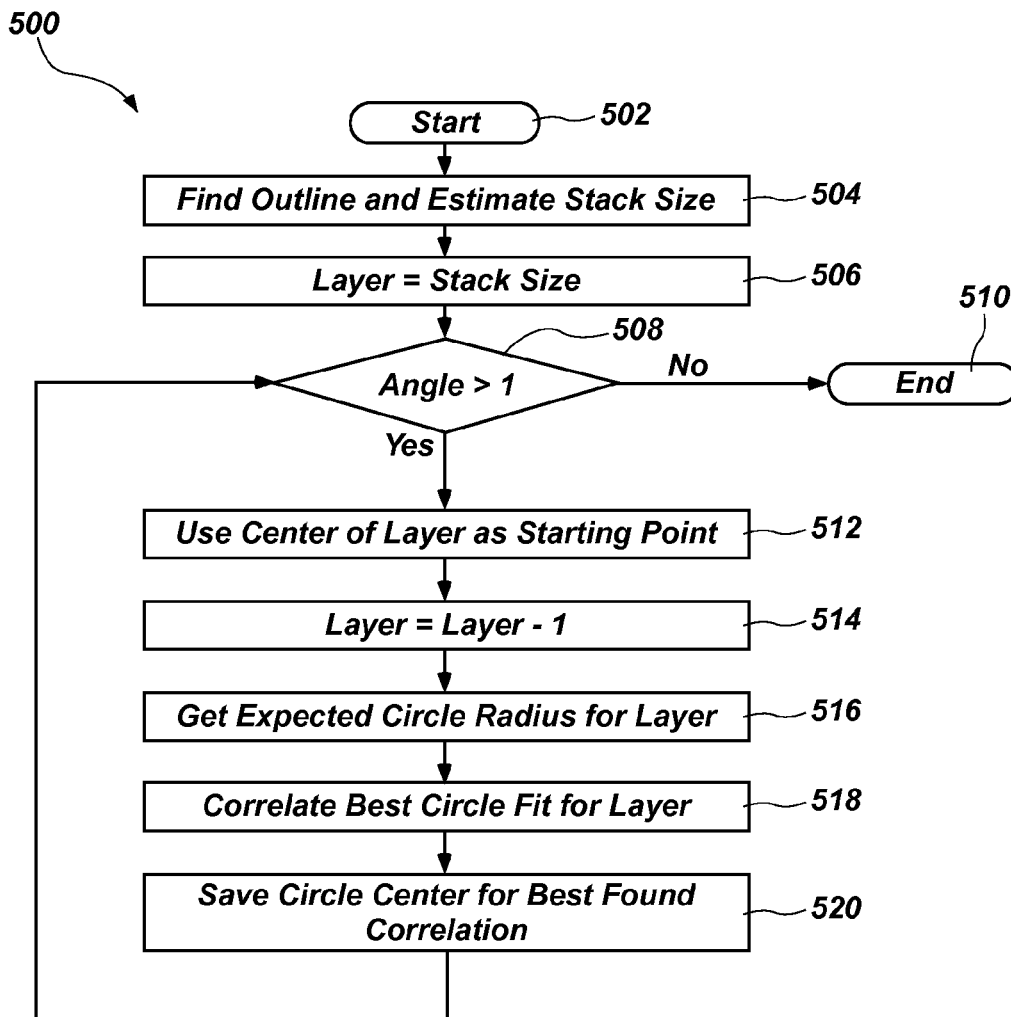 500
Start
502
Find Outline and Estimate Stack Size
504
Layer = Stack Size
506
508
510
Angle > 1
No
End
Yes
Use Center of Layer as Starting Point
512
Layer = Layer - 1
514
Get Expected Circle Radius for Layer
516
Correlate Best Circle Fit for Layer
518
Save Circle Center for Best Found
Correlation
520